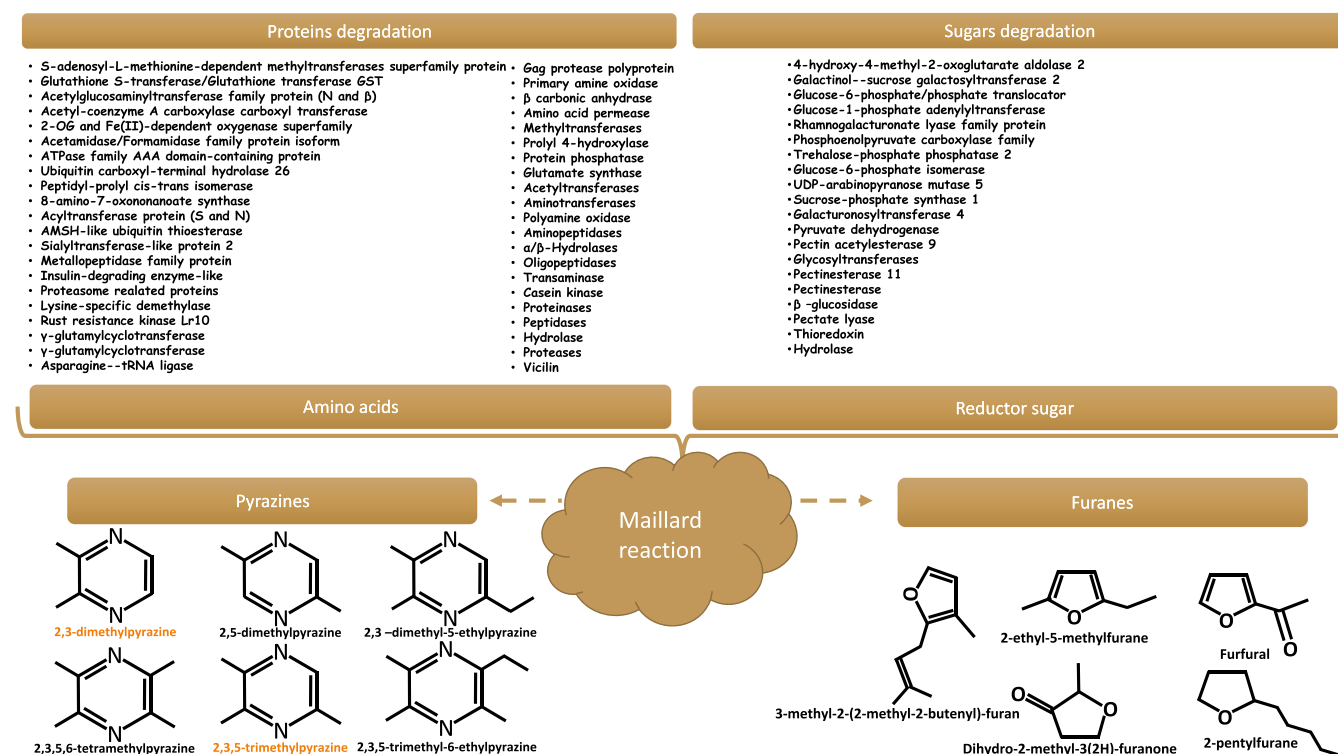 Proteins degradation
Sugars degradation
• S-adenosyl-L-methionine-dependent methyltransferases superfamily protein
• Glutathione S-transferase/Glutathione transferase GST
• Acetylglucosaminyltransferase family protein (N and β)
• Acetyl-coenzyme A carboxylase carboxyl transferase
• 2-OG and Fe(II)-dependent oxygenase superfamily
• Acetamidase/Formamidase family protein isoform
• ATPase family AAA domain-containing protein
• Ubiquitin carboxyl-terminal hydrolase 26
• Peptidyl-prolyl cis-trans isomerase
• 8-amino-7-oxononanoate synthase
• Acyltransferase protein (S and N)
• AMSH-like ubiquitin thioesterase
• Sialyltransferase-like protein 2
• Metallopeptidase family protein
• Insulin-degrading enzyme-like
• Proteasome realated proteins
• Lysine-specific demethylase
• Rust resistance kinase Lr10
• γ-glutamylcyclotransferase
• γ-glutamylcyclotransferase
• Asparagine--tRNA ligase
• Gag protease polyprotein
• Primary amine oxidase
• β carbonic anhydrase
• Amino acid permease
• Methyltransferases
• Prolyl 4-hydroxylase
• Protein phosphatase
• Glutamate synthase
• Acetyltransferases
• Aminotransferases
• Polyamine oxidase
• Aminopeptidases
• α/β-Hydrolases
• Oligopeptidases
• Transaminase
• Casein kinase
• Proteinases
• Peptidases
• Hydrolase
• Proteases
• Vicilin
•4-hydroxy-4-methyl-2-oxoglutarate aldolase 2
•Galactinol--sucrose galactosyltransferase 2
•Glucose-6-phosphate/phosphate translocator
•Glucose-1-phosphate adenylyltransferase
•Rhamnogalacturonate lyase family protein
•Phosphoenolpyruvate carboxylase family
•Trehalose-phosphate phosphatase 2
•Glucose-6-phosphate isomerase
•UDP-arabinopyranose mutase 5
•Sucrose-phosphate synthase 1
•Galacturonosyltransferase 4
•Pyruvate dehydrogenase
•Pectin acetylesterase 9
•Glycosyltransferases
•Pectinesterase 11
•Pectinesterase
•β -glucosidase
•Pectate lyase
•Thioredoxin
•Hydrolase
Amino acids
Reductor sugar
Pyrazines
Maillard
reaction
Furanes
N
N
2,3-dimethylpyrazine
N
N
2,5-dimethylpyrazine
N
N
2,3 –dimethyl-5-ethylpyrazine
N
N
2,3,5,6-tetramethylpyrazine
N
N
2,3,5-trimethylpyrazine
N
N
2,3,5-trimethyl-6-ethylpyrazine
O
3-methyl-2-(2-methyl-2-butenyl)-furan
O
2-ethyl-5-methylfurane
O
O
Furfural
O
O
Dihydro-2-methyl-3(2H)-furanone
O
2-pentylfurane